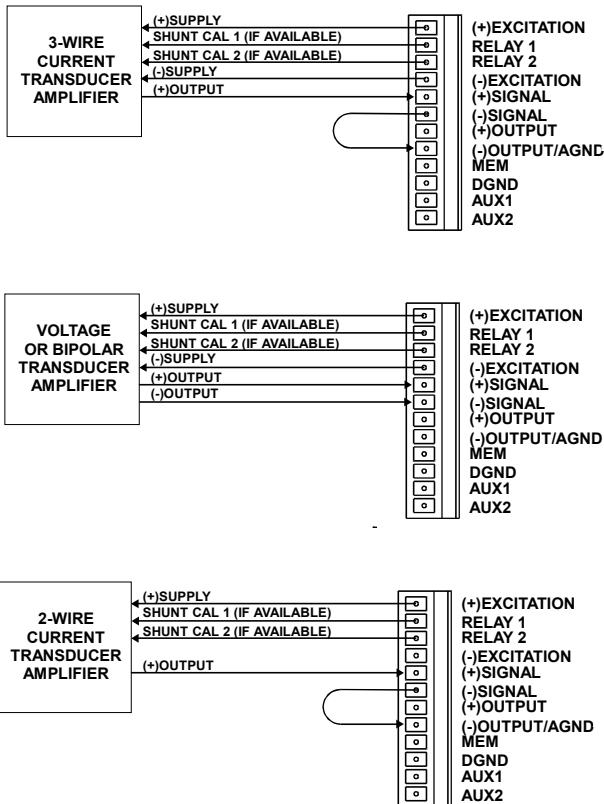 (+)SUPPLY
SHUNT CAL 1 (IF AVAILABLE)
SHUNT CAL 2 (IF AVAILABLE)
(-)SUPPLY
(+)OUTPUT
3-WIRE
CURRENT
TRANSDUCER
AMPLIFIER
(+)EXCITATION
RELAY 1
RELAY 2
(-)EXCITATION
(+)SIGNAL
(-)SIGNAL
(+)OUTPUT
(-)OUTPUT/AGND
MEM
DGND
AUX1
AUX2
(+)SUPPLY
SHUNT CAL 1 (IF AVAILABLE)
SHUNT CAL 2 (IF AVAILABLE)
(-)SUPPLY
(+)OUTPUT
(-)OUTPUT
VOLTAGE
OR BIPOLAR
TRANSDUCER
AMPLIFIER
(+)EXCITATION
RELAY 1
RELAY 2
(-)EXCITATION
(+)SIGNAL
(-)SIGNAL
(+)OUTPUT
(-)OUTPUT/AGND
MEM
DGND
AUX1
AUX2
(+)SUPPLY
SHUNT CAL 1 (IF AVAILABLE)
SHUNT CAL 2 (IF AVAILABLE)
(+)OUTPUT
2-WIRE
CURRENT
TRANSDUCER
AMPLIFIER
(+)EXCITATION
RELAY 1
RELAY 2
(-)EXCITATION
(+)SIGNAL
(-)SIGNAL
(+)OUTPUT
(-)OUTPUT/AGND
MEM
DGND
AUX1
AUX2